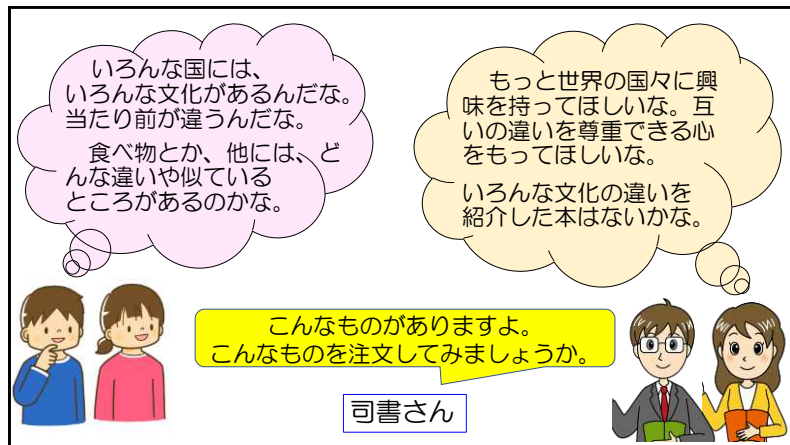 いろんな国には、
いろんな文化があるんだな。
当たり前が違うんだな。
食べ物とか、他には、ど
んな違いや似ている
ところがあるのかな。
もっと世界の国々に興
味を持ってほしいな。互
いの違いを尊重できる心
をもってほしいな。
いろんな文化の違いを
紹介した本はないかな。
こんなものがありますよ。
こんなものを注文してみましょうか。
司書さん